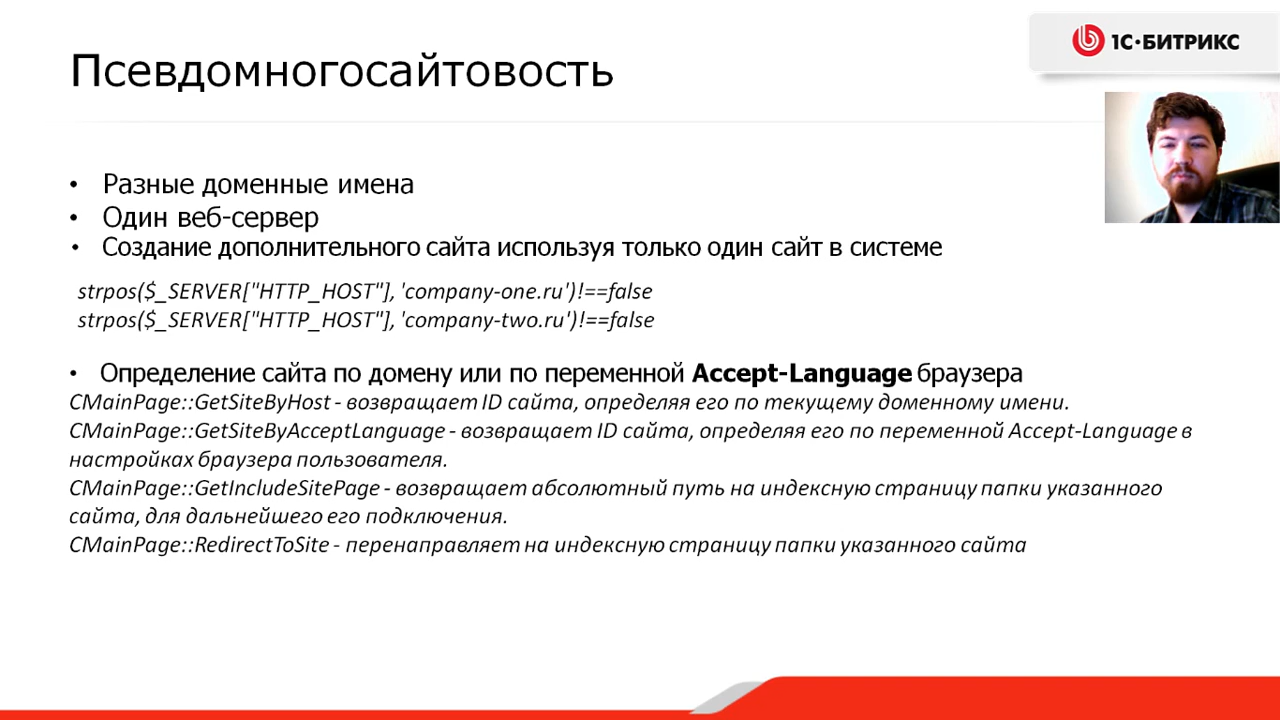 Псевдомногосайтовость
1С·БИТРИКС
• Разные доменные имена
• Один веб-сервер
• Создание дополнительного сайта используя только один сайт в системе
strpos($_SERVER["HTTP_HOST"], 'company-one.ru')!==false
strpos($_SERVER["HTTP_HOST"], 'company-two.ru')!==false
• Определение сайта по домену или по переменной Accept-Language браузера
CMainPage::GetSiteByHost - возвращает ID сайта, определяя его по текущему доменному имени.
CMainPage::GetSiteByAcceptLanguage - возвращает ID сайта, определяя его по переменной Accept-Language в
настройках браузера пользователя.
CMainPage::GetIncludeSitePage - возвращает абсолютный путь на индексную страницу папки указанного
сайта, для дальнейшего его подключения.
CMainPage::RedirectToSite - перенаправляет на индексную страницу папки указанного сайта